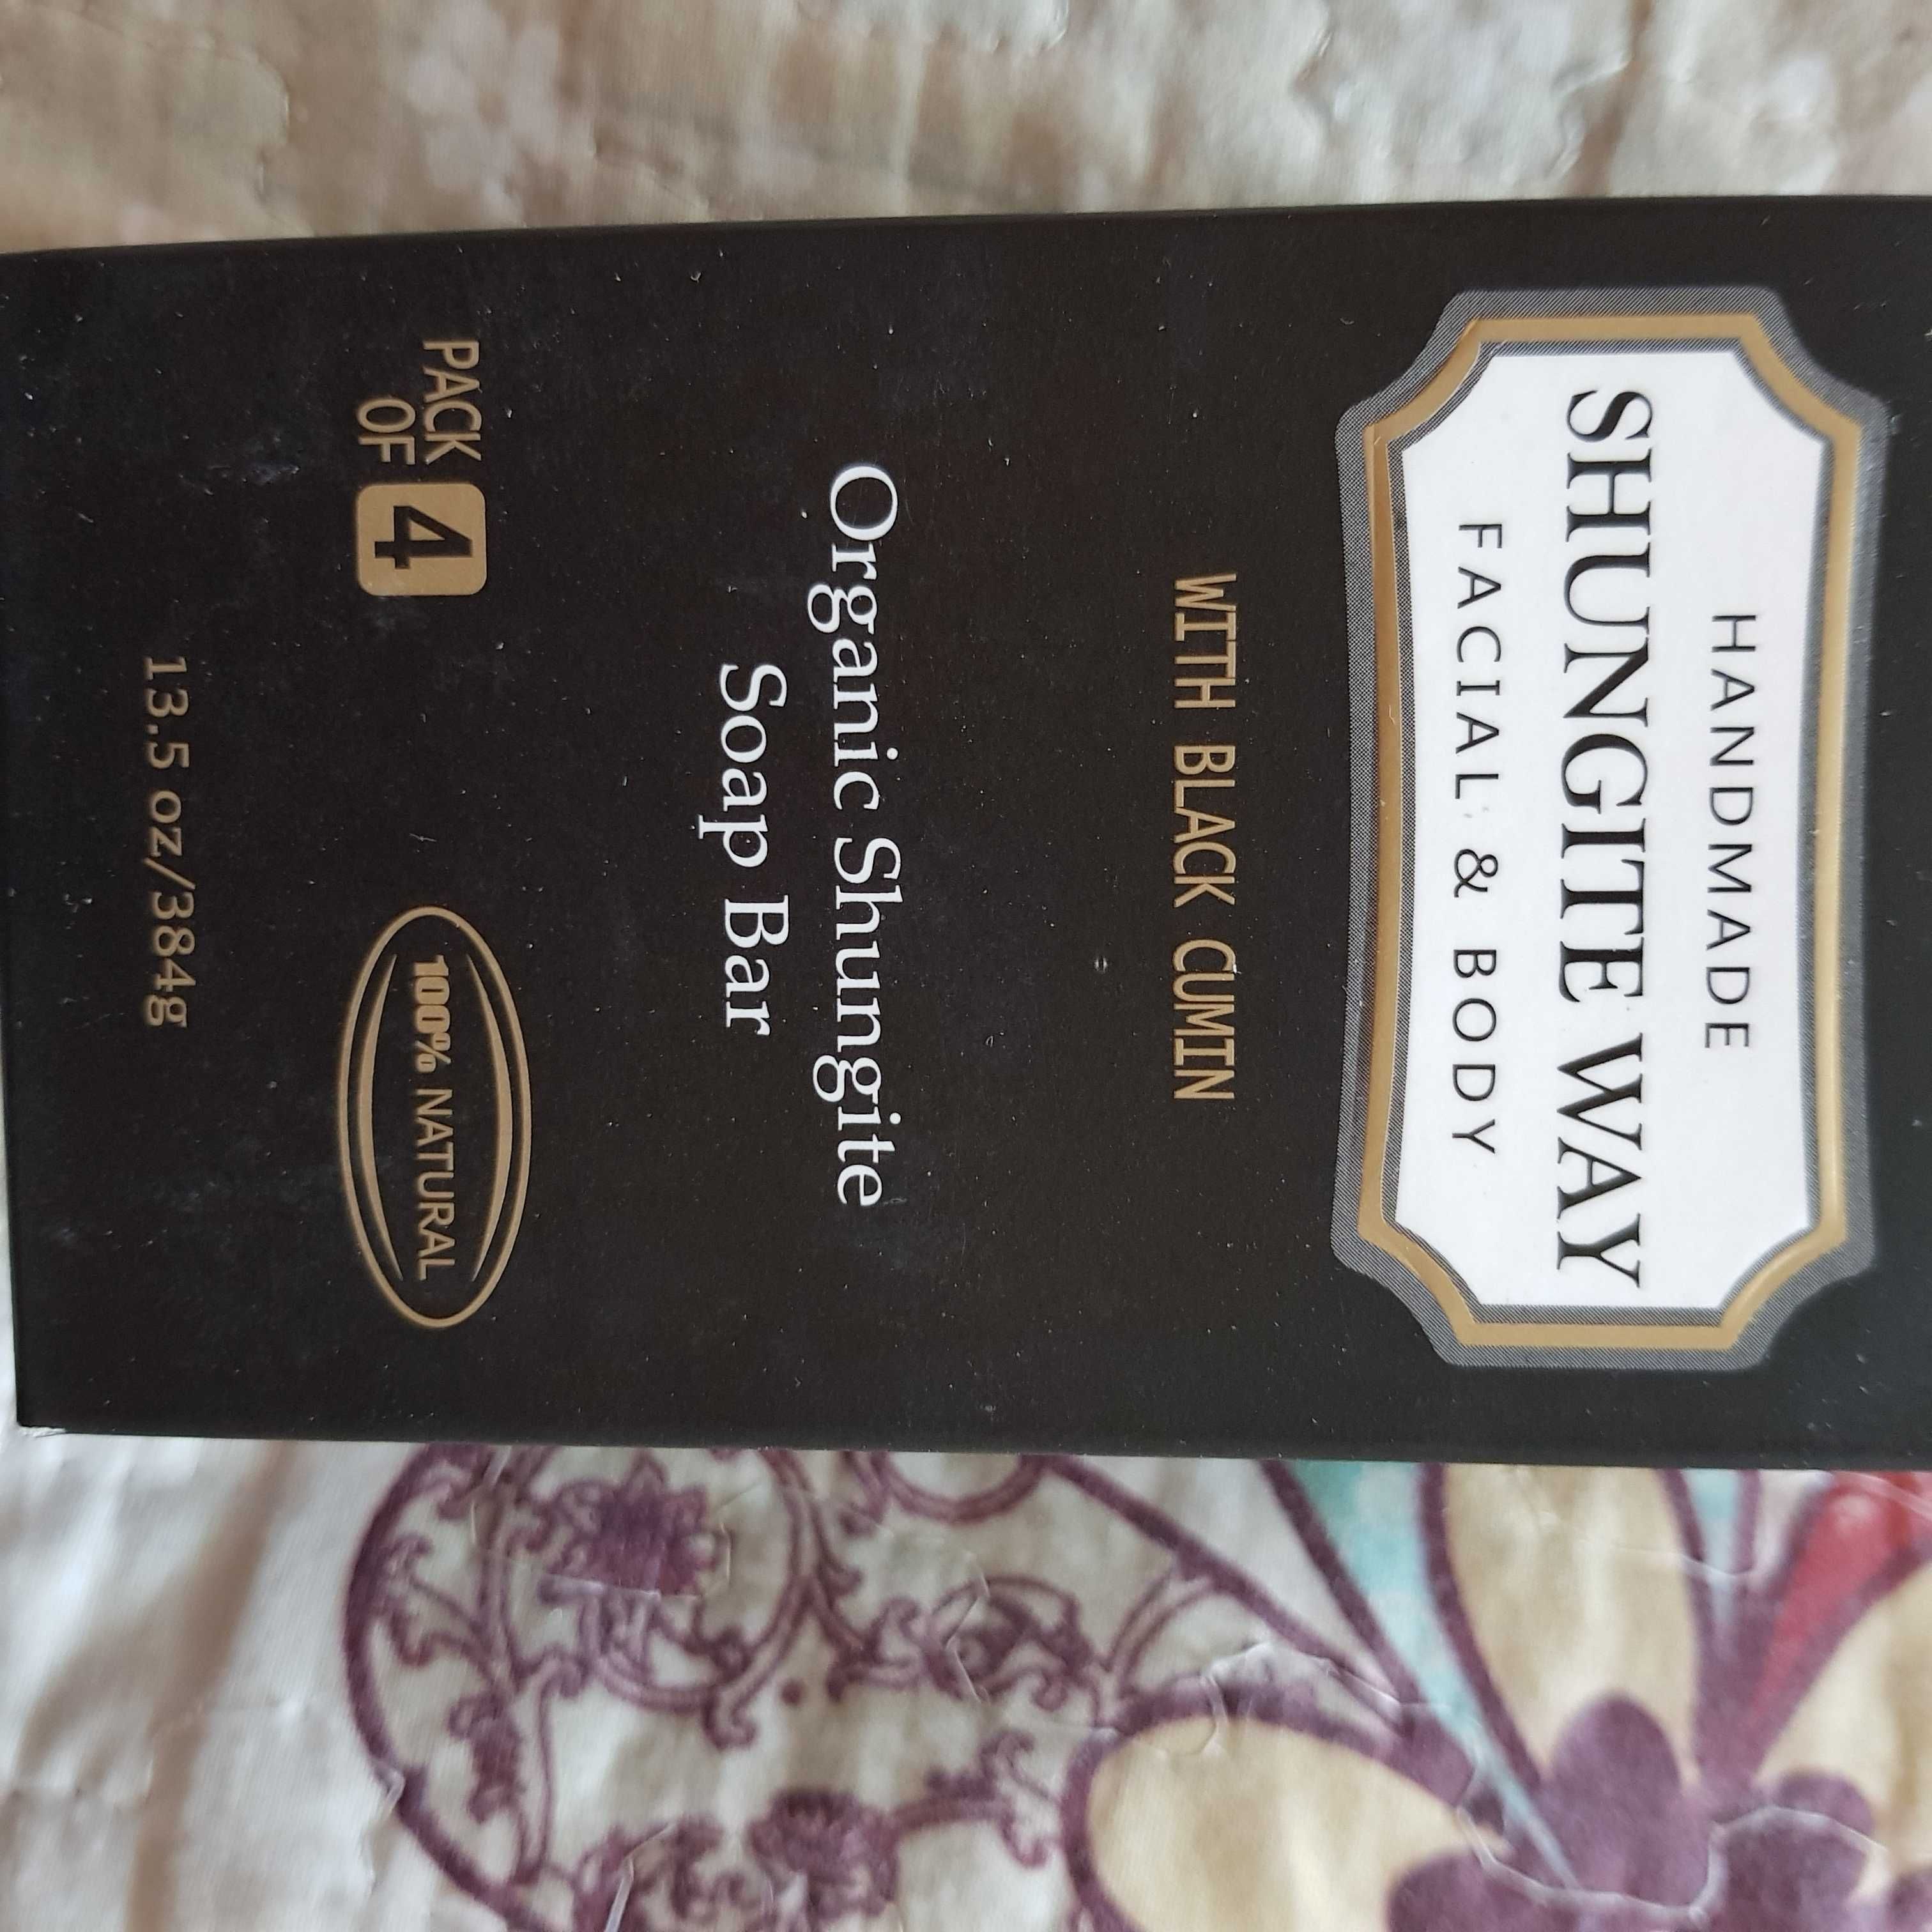 HANDMADE
SHUNGITE WAY
FACIAL & BODY
WITH BLACK CUMIN
Organic Shungite
Soap Bar
PACK
OF 4
100% NATURAL
13.5 oz/384g